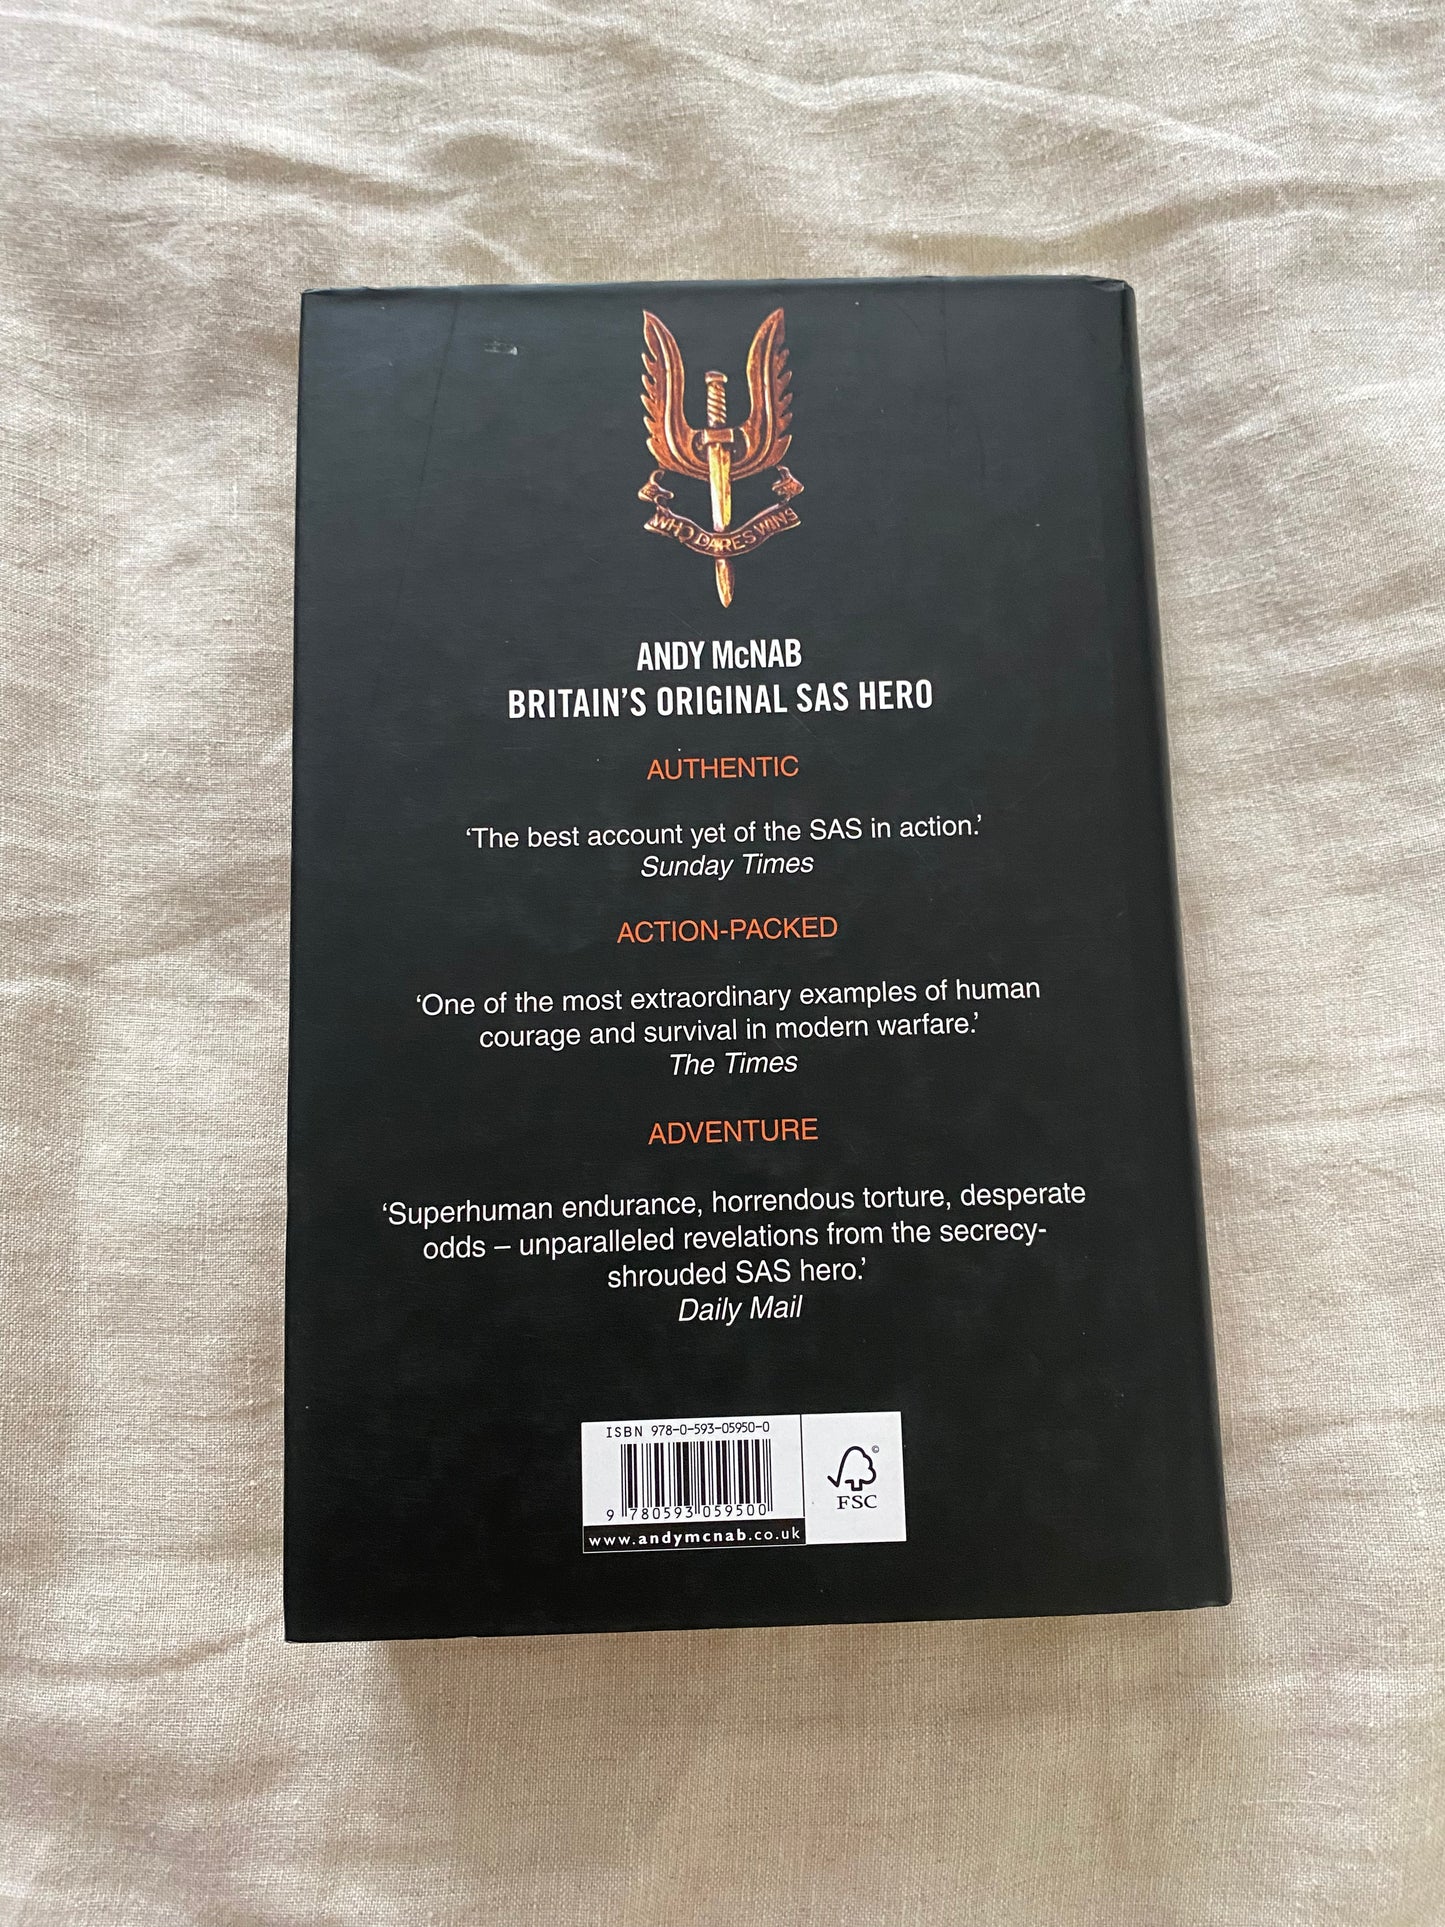 WHO DARES WINS
ANDY McNAB
BRITAIN'S ORIGINAL SAS HERO
AUTHENTIC
‘The best account yet of the SAS in action.’
Sunday Times
ACTION-PACKED
‘One of the most extraordinary examples of human
courage and survival in modern warfare.’
The Times
ADVENTURE
‘Superhuman endurance, horrendous torture, desperate
odds – unparalleled revelations from the secrecy-
shrouded SAS hero.’
Daily Mail
ISBN 978-0-593-05950-0
9 780593 059500
www.andymcnab.co.uk
©
FSC